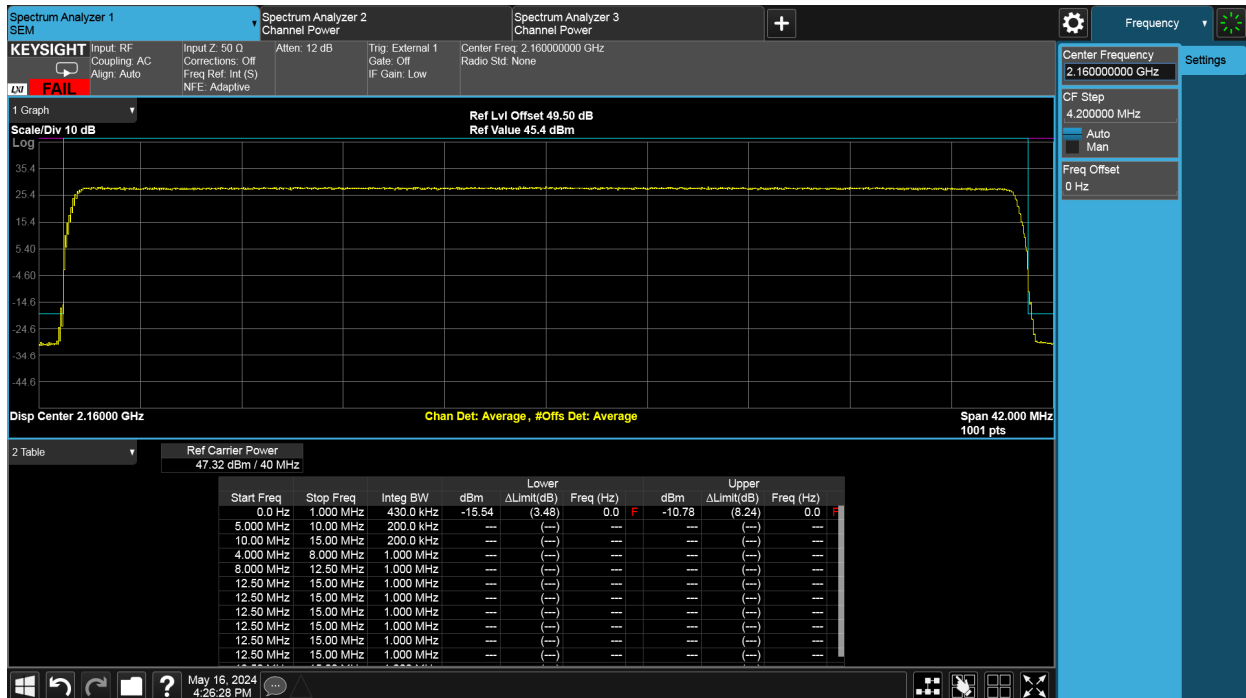 Spectrum Analyzer 1
SEM
Spectrum Analyzer 2
Channel Power
Spectrum Analyzer 3
Channel Power
Frequency
KEYSIGHT
LXI
FAIL
Input: RF
Coupling: AC
Align: Auto
Input Z: 50 Ω
Corrections: Off
Freq Ref: Int (S)
NFE: Adaptive
Atten: 12 dB
Trig: External 1
Gate: Off
IF Gain: Low
Center Freq: 2.160000000 GHz
Radio Std: None
Center Frequency
2.160000000 GHz
Settings
CF Step
4.200000 MHz
Auto
Man
Freq Offset
0 Hz
1 Graph
Scale/Div 10 dB
Ref Lvl Offset 49.50 dB
Ref Value 45.4 dBm
Log
35.4
25.4
15.4
5.40
-4.60
-14.6
-24.6
-34.6
-44.6
Disp Center 2.16000 GHz
Chan Det: Average, #Offs Det: Average
Span 42.000 MHz
1001 pts
2 Table
Ref Carrier Power
47.32 dBm / 40 MHz
Lower Upper
Start Freq Stop Freq Integ BW dBm ΔLimit(dB) Freq (Hz) dBm ΔLimit(dB) Freq (Hz)
0.0 Hz 1.000 MHz 430.0 kHz -15.54 (3.48) 0.0 F -10.78 (8.24) 0.0 F
5.000 MHz 10.00 MHz 200.0 kHz --- (---) --- --- (---) ---
10.00 MHz 15.00 MHz 200.0 kHz --- (---) --- --- (---) ---
4.000 MHz 8.000 MHz 1.000 MHz --- (---) --- --- (---) ---
8.000 MHz 12.50 MHz 1.000 MHz --- (---) --- --- (---) ---
12.50 MHz 15.00 MHz 1.000 MHz --- (---) --- --- (---) ---
12.50 MHz 15.00 MHz 1.000 MHz --- (---) --- --- (---) ---
12.50 MHz 15.00 MHz 1.000 MHz --- (---) --- --- (---) ---
12.50 MHz 15.00 MHz 1.000 MHz --- (---) --- --- (---) ---
12.50 MHz 15.00 MHz 1.000 MHz --- (---) --- --- (---) ---
12.50 MHz 15.00 MHz 1.000 MHz --- (---) --- --- (---) ---
May 16, 2024
4:26:28 PM